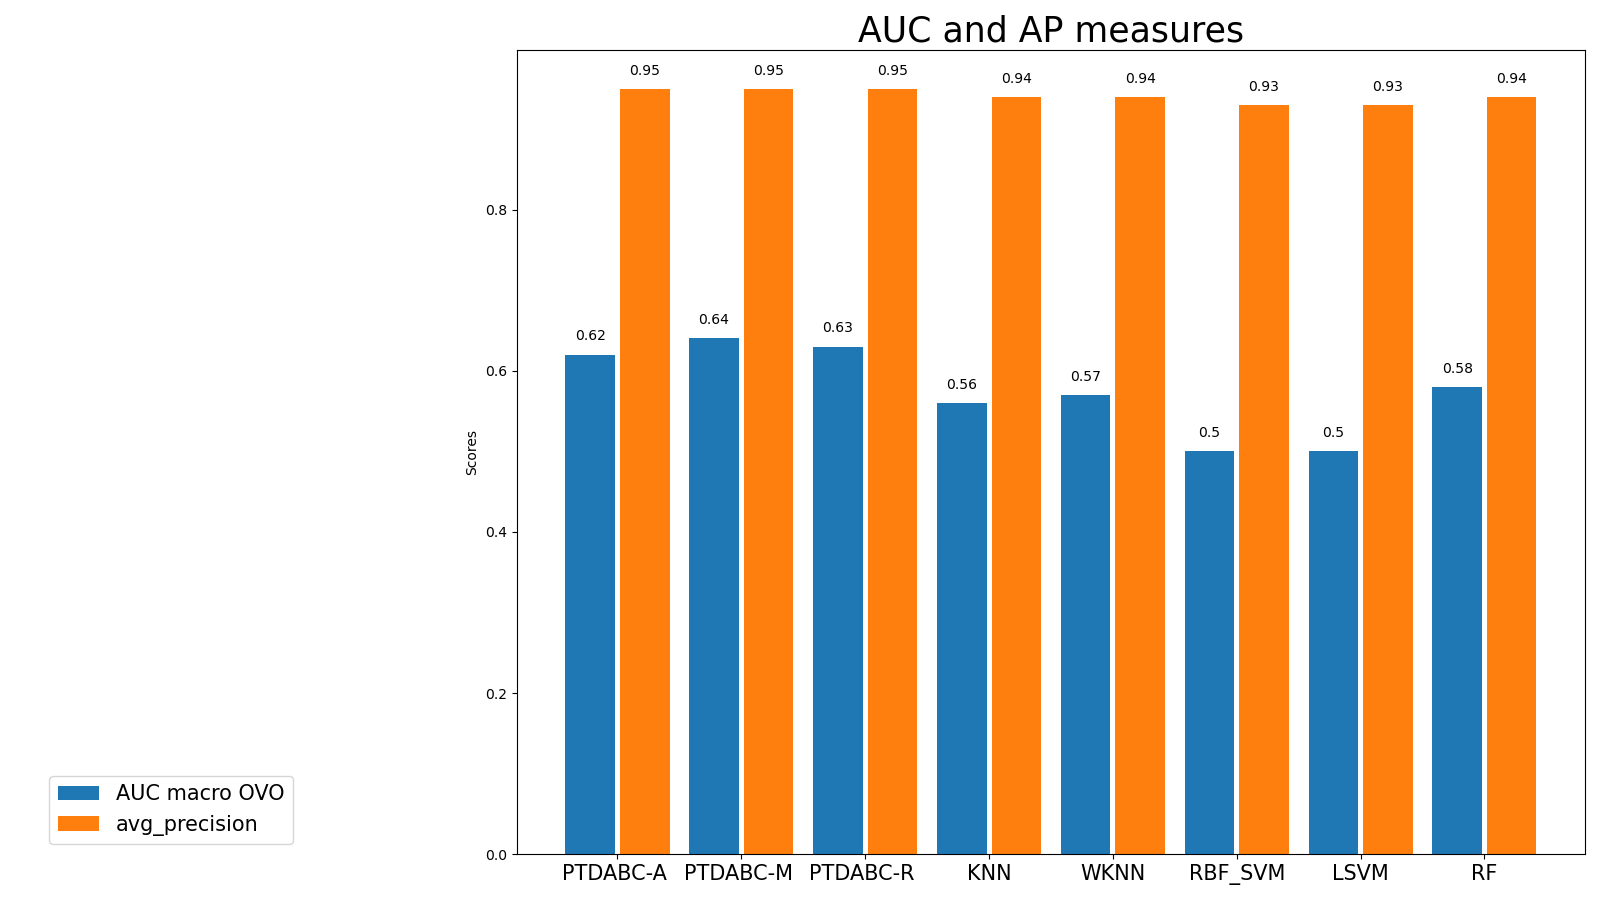 AUC and AP measures
0.95 0.95 0.95 0.94 0.94 0.93 0.93 0.94
0.62 0.64 0.63 0.56 0.57 0.5 0.5 0.58
0.8
0.6
0.4
0.2
0.0
Scores
PTDABC-A PTDABC-M PTDABC-R KNN WKNN RBF_SVM LSVM RF
AUC macro OVO
avg_precision